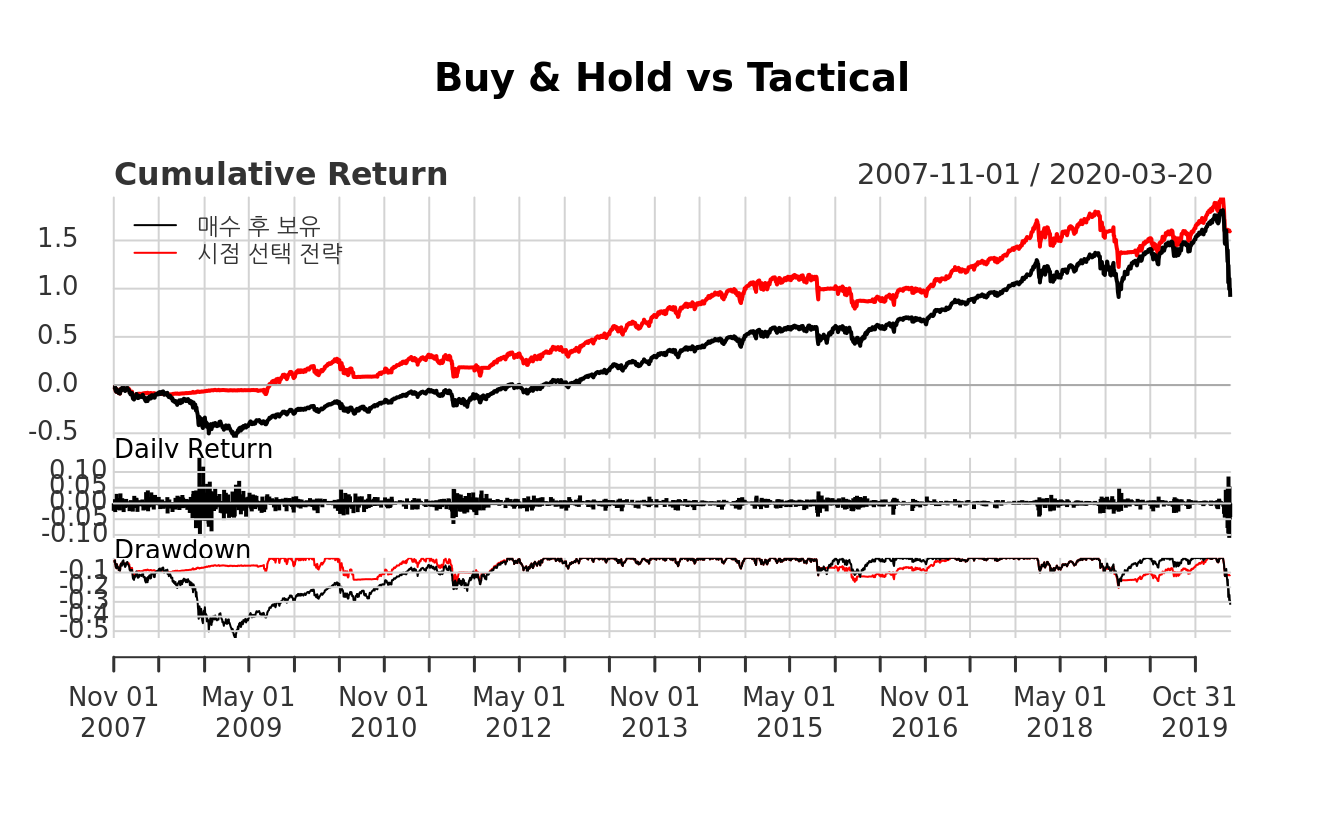 Buy & Hold vs Tactical
Cumulative Return 2007-11-01 / 2020-03-20
매수 후 보유
시점 선택 전략
1.5
1.0
0.5
0.0
-0.5
Daily Return
0.10
0.05
0.00
-0.05
-0.10
Drawdown
-0.1
-0.2
-0.3
-0.4
-0.5
Nov 01 May 01 Nov 01 May 01 Nov 01 May 01 Nov 01 May 01 Oct 31
2007 2009 2010 2012 2013 2015 2016 2018 2019